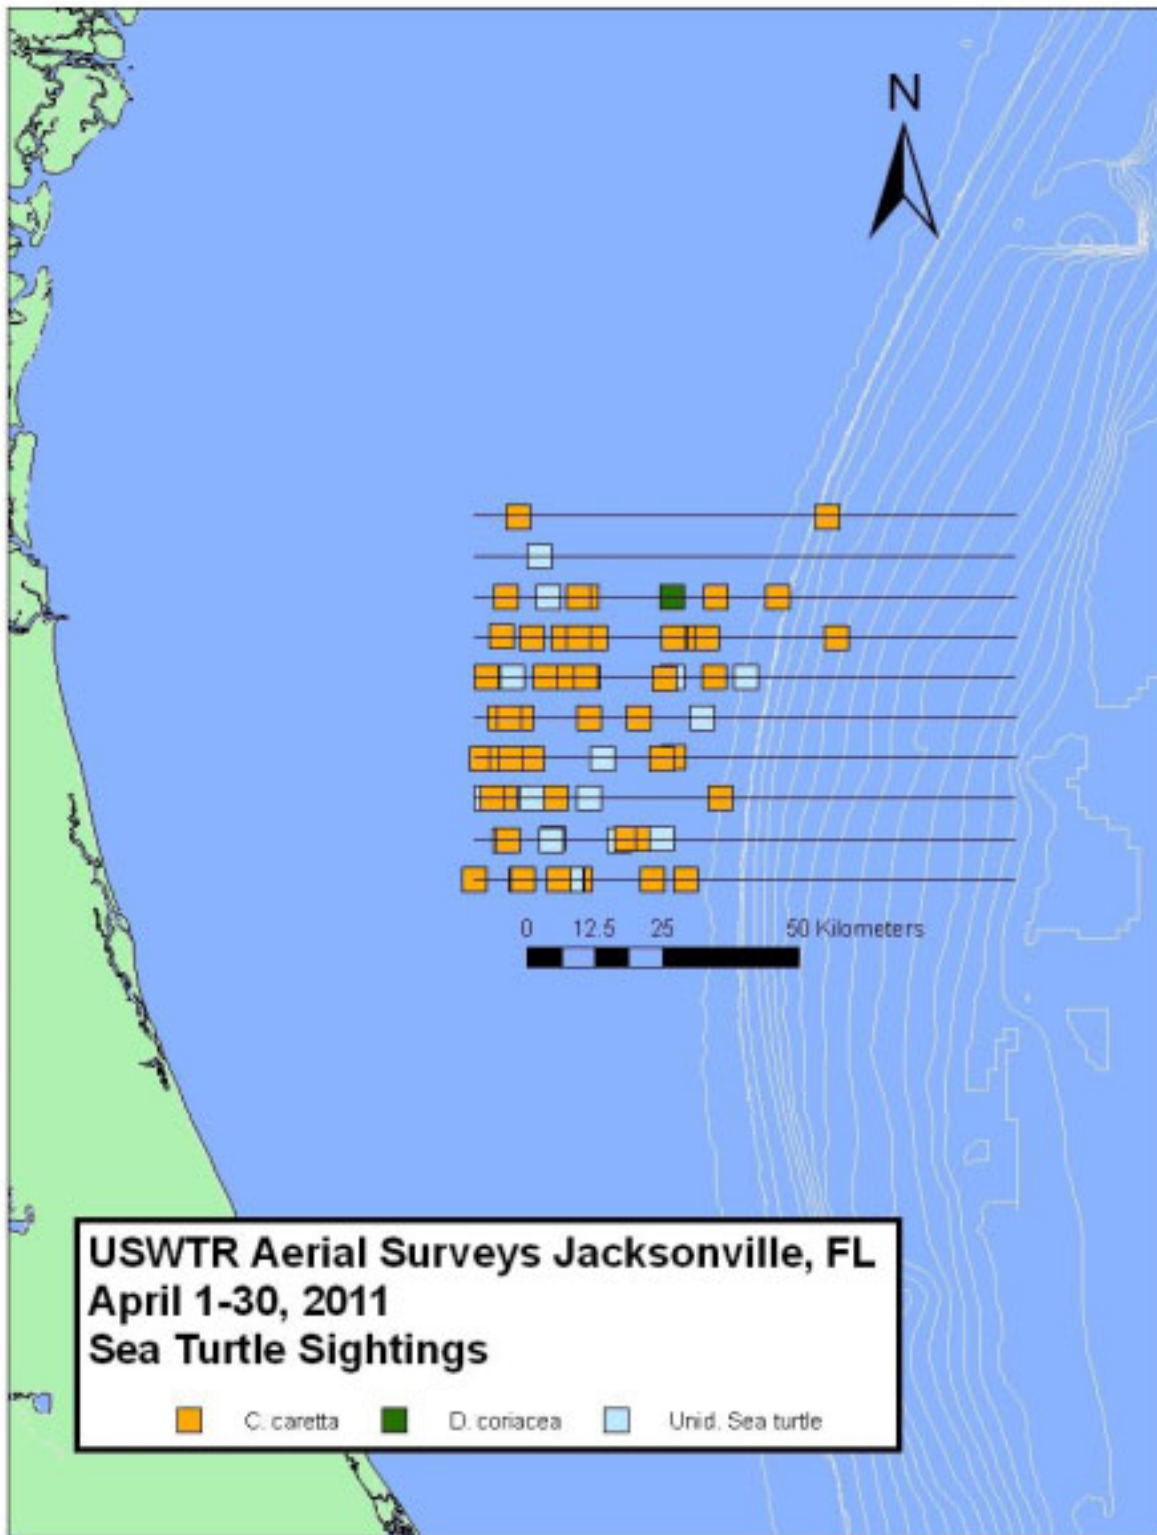 N
0 12.5 25 50 Kilometers
USWTR Aerial Surveys Jacksonville, FL
April 1-30, 2011
Sea Turtle Sightings
C. caretta D. coriacea Unid. Sea turtle